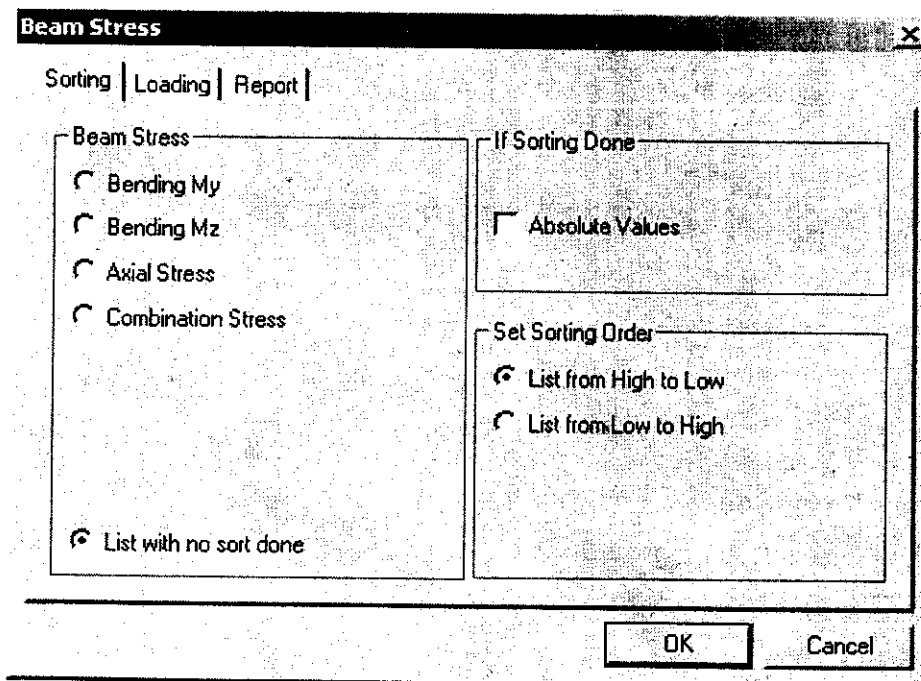 Beam Stress
Sorting Loading Report
Beam Stress
Bending My
Bending Mz
Axial Stress
Combination Stress
List with no sort done
If Sorting Done
Absolute Values
Set Sorting Order
List from High to Low
List from Low to High
OK Cancel